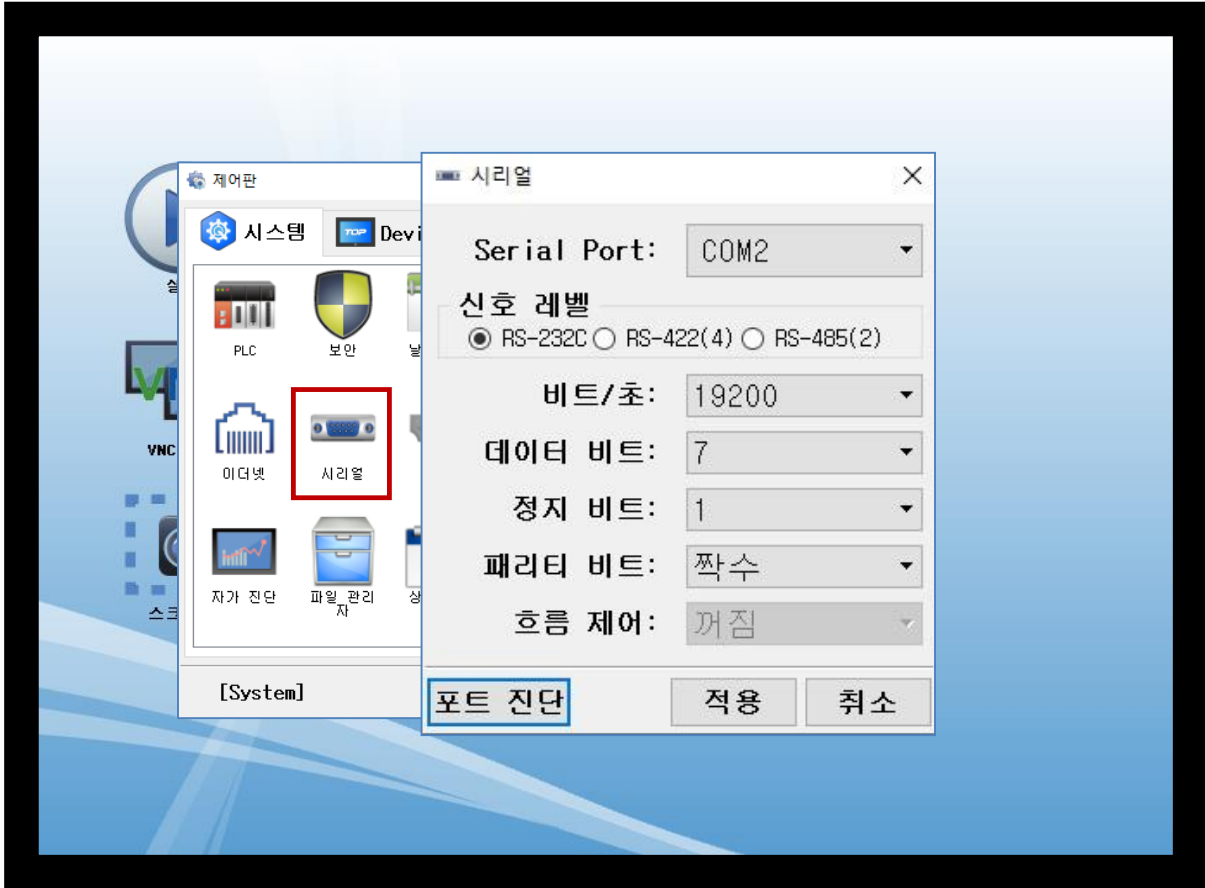 제어판
시스템
TOP
PLC
보안
이더넷
시리얼
자가 진단
파일 관리
자
[System]
VNC
시리얼
Serial Port: COM2
신호 레벨
RS-232C RS-422(4) RS-485(2)
비트/초: 19200
데이터 비트: 7
정지 비트: 1
패리티 비트: 짝수
흐름 제어: 꺼짐
포트 진단 적용 취소